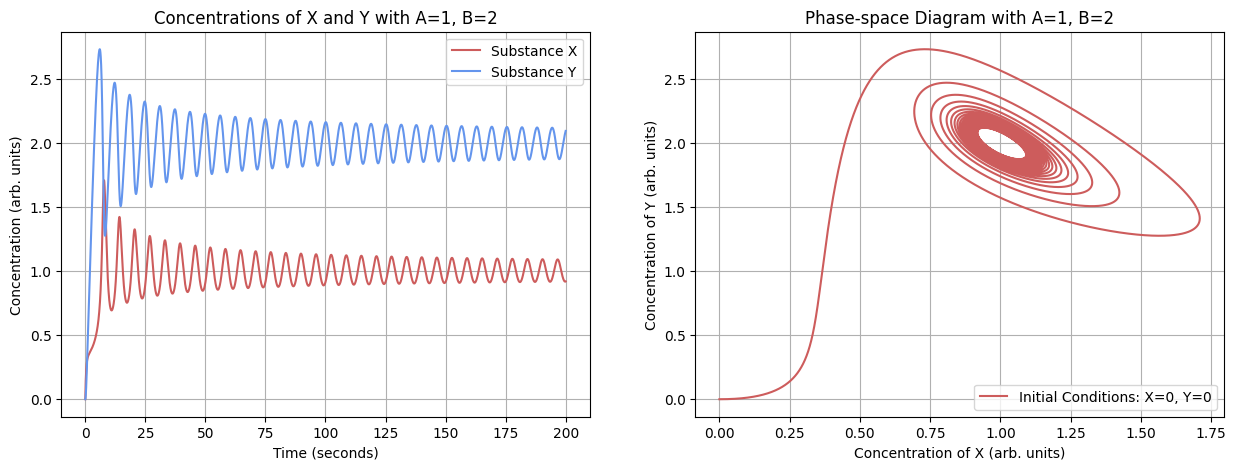 Concentrations of X and Y with A=1, B=2
Concentration (arb. units)
2.5
2.0
1.5
1.0
0.5
0.0
Substance X
Substance Y
0 25 50 75 100 125 150 175 200
Time (seconds)
Phase-space Diagram with A=1, B=2
Concentration of Y (arb. units)
2.5
2.0
1.5
1.0
0.5
0.0
Initial Conditions: X=0, Y=0
0.00 0.25 0.50 0.75 1.00 1.25 1.50 1.75
Concentration of X (arb. units)